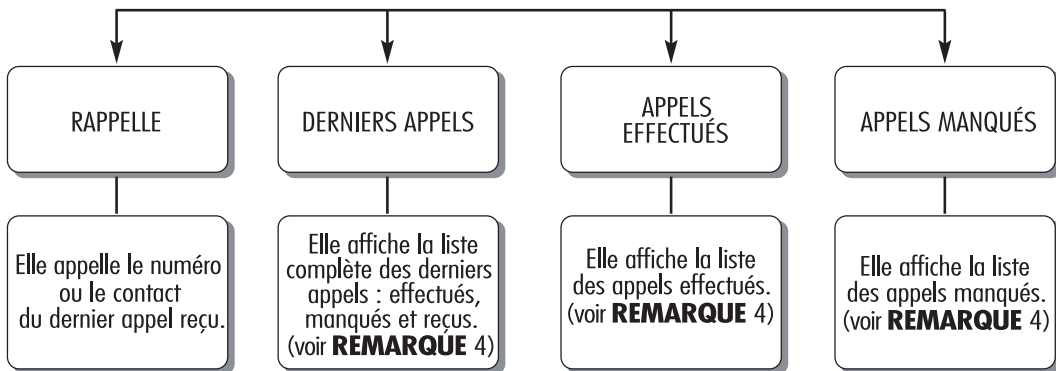 RAPPELLE
DERNIERS APPELS
APPELS
EFFECTUÉS
APPELS MANQUÉS
Elle appelle le numéro
ou le contact
du dernier appel reçu.
Elle affiche la liste
complète des derniers
appels : effectués,
manqués et reçus.
(voir REMARQUE 4)
Elle affiche la liste
des appels effectués.
(voir REMARQUE 4)
Elle affiche la liste
des appels manqués.
(voir REMARQUE 4)